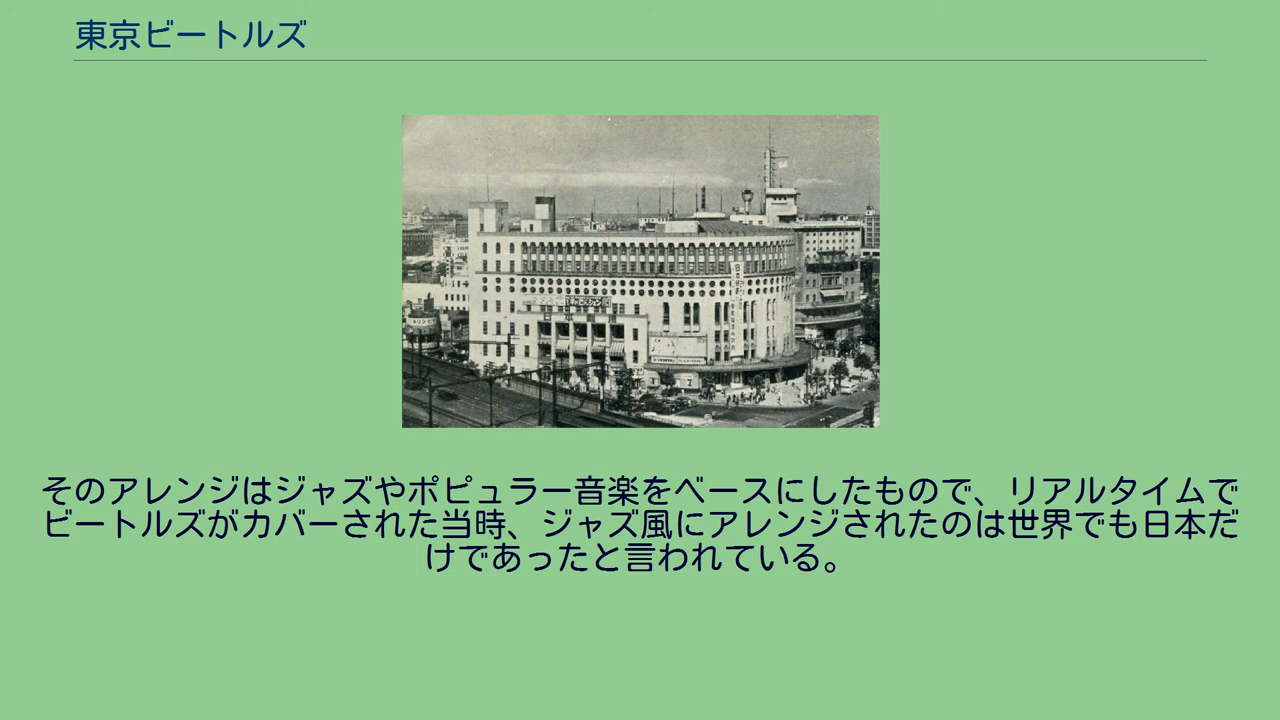 東京ビートルズ
日本劇場
そのアレンジはジャズやポピュラー音楽をベースにしたもので、リアルタイムで
ビートルズがカバーされた当時、ジャズ風にアレンジされたのは世界でも日本だ
けであったと言われている。